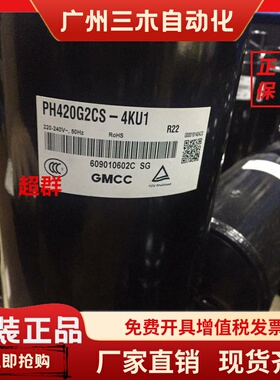 广州三木自动化
正
保
PH420G2CS-4KU1
220-240V~, 50Hz
RoHS
R22
609010602C SG
超群
GMCC
装正品
免费开具增值税发票
即抢购
厂家直销 现货齐